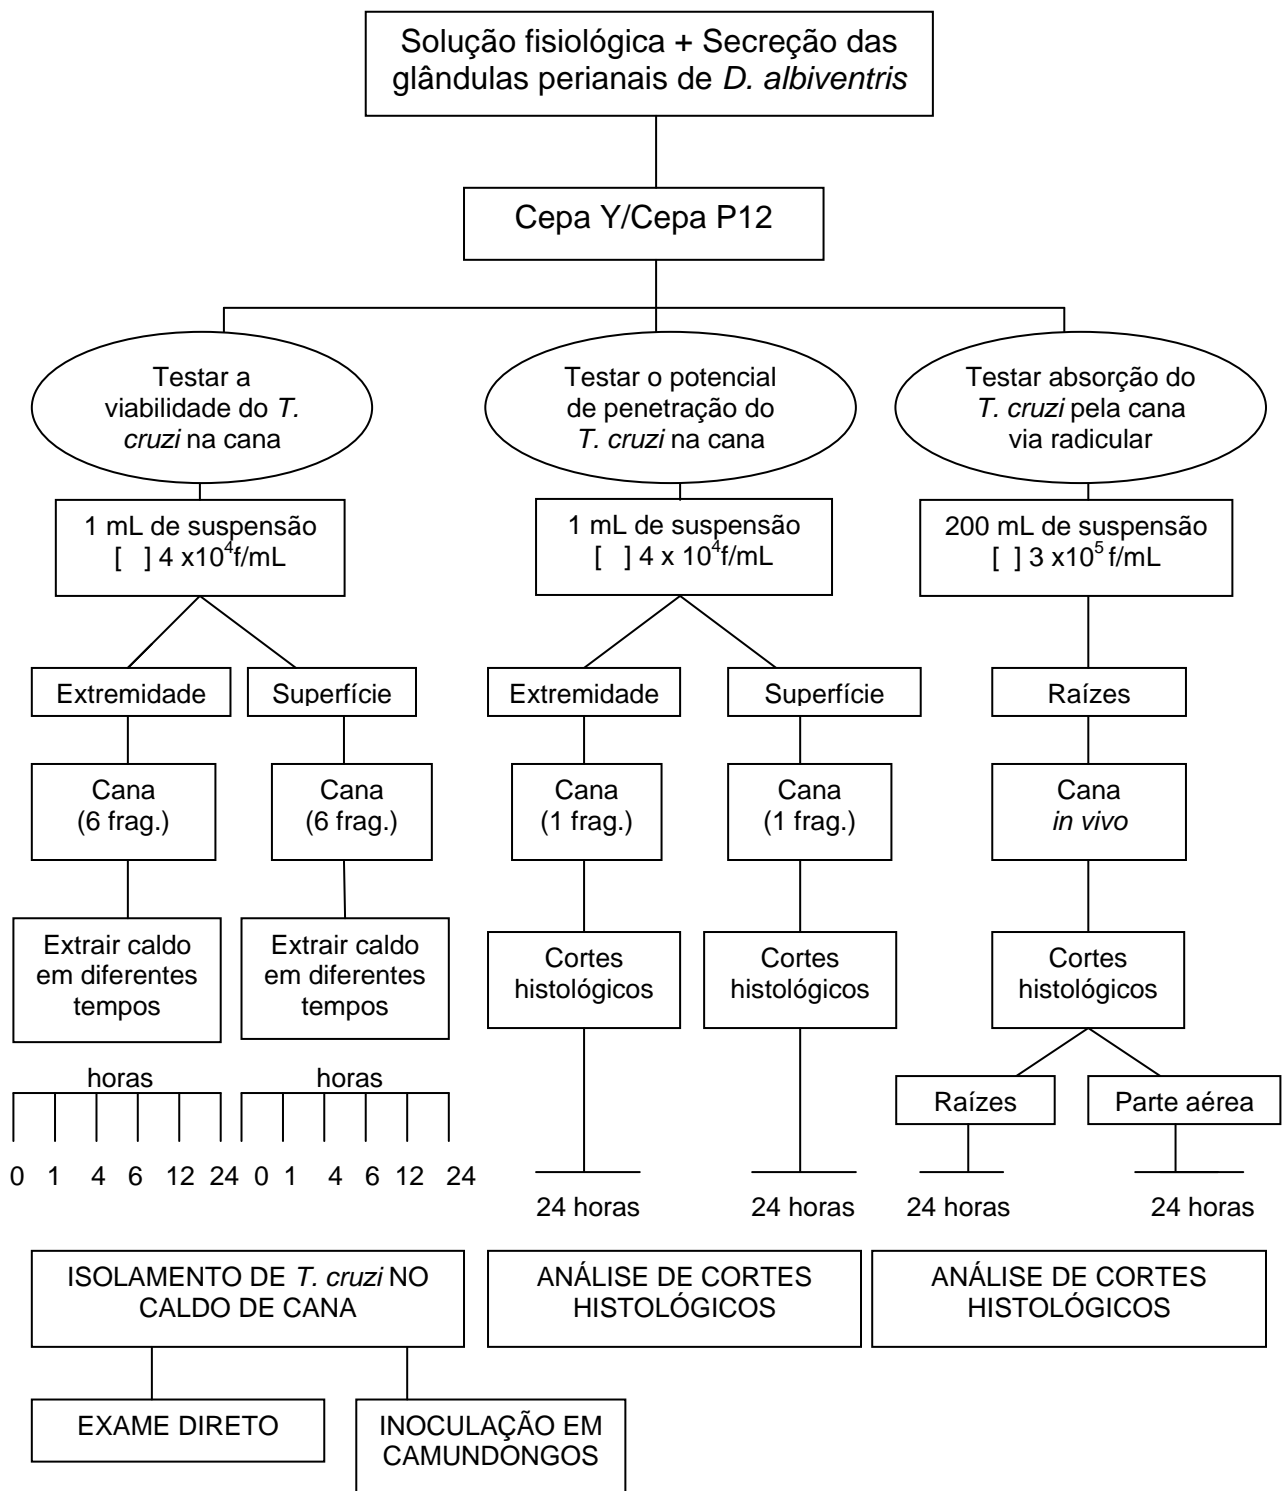 Solução fisiológica + Secreção das
glândulas perianais de D. albiventris
Cepa Y/Cepa P12
Testar a
viabilidade do T.
cruzi na cana
Testar o potencial
de penetração do
T. cruzi na cana
Testar absorção do
T. cruzi pela cana
via radicular
1 mL de suspensão
[ ] 4 x10⁴f/mL
1 mL de suspensão
[ ] 4 x 10⁴f/mL
200 mL de suspensão
[ ] 3 x10⁵ f/mL
Extremidade
Superfície
Extremidade
Superfície
Raízes
Cana
(6 frag.)
Cana
(6 frag.)
Cana
(1 frag.)
Cana
(1 frag.)
Cana
in vivo
Extrair caldo
em diferentes
tempos
Extrair caldo
em diferentes
tempos
Cortes
histológicos
Cortes
histológicos
Cortes
histológicos
horas
0 1 4 6 12 24
horas
0 1 4 6 12 24
Raízes
Parte aérea
24 horas
24 horas
24 horas
24 horas
ISOLAMENTO DE T. cruzi NO
CALDO DE CANA
ANÁLISE DE CORTES
HISTOLÓGICOS
ANÁLISE DE CORTES
HISTOLÓGICOS
EXAME DIRETO
INOCULAÇÃO EM
CAMUNDONGOS